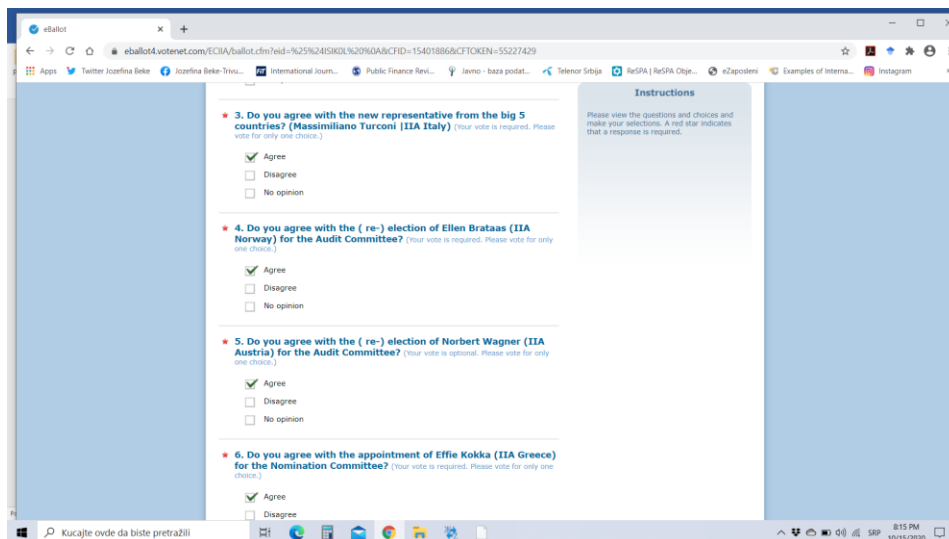 eBallot
eballot4.votenet.com/ECIIA/ballot.cfm?eid=%25%24ISIKDL%20%0A&CFID=15401886&CFTOKEN=55227429
Apps Twitter Jozefina Beke Jozefina Beke-Trivu... International Journ... Public Finance Revi... Javno - baza podat... Telenor Srbija ReSPA | ReSPA Obje... eZaposleni Examples of Interna... Instagram
Instructions
Please view the questions and choices and
make your selections. A red star indicates
that a response is required.
* 3. Do you agree with the new representative from the big 5
countries? (Massimiliano Turconi |IIA Italy) (Your vote is required. Please
vote for only one choice.)
Agree
Disagree
No opinion
* 4. Do you agree with the ( re-) election of Ellen Brataas (IIA
Norway) for the Audit Committee? (Your vote is required. Please vote for only
one choice.)
Agree
Disagree
No opinion
* 5. Do you agree with the ( re-) election of Norbert Wagner (IIA
Austria) for the Audit Committee? (Your vote is optional. Please vote for only
one choice.)
Agree
Disagree
No opinion
* 6. Do you agree with the appointment of Effie Kokka (IIA Greece)
for the Nomination Committee? (Your vote is required. Please vote for only one
choice.)
Agree
Disagree
Kucajte ovde da biste pretražili
SRP
8:15 PM
10/15/2020